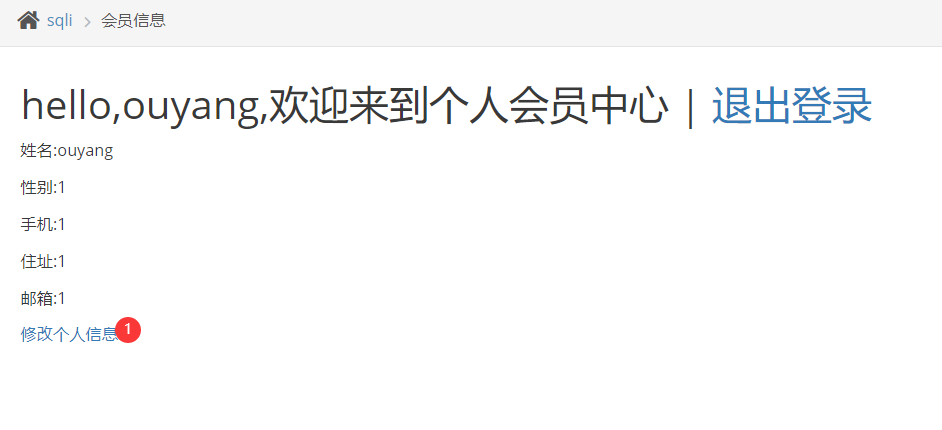 sqli > 会员信息
hello,ouyang,欢迎来到个人会员中心 | 退出登录
姓名:ouyang
性别:1
手机:1
住址:1
邮箱:1
修改个人信息 1